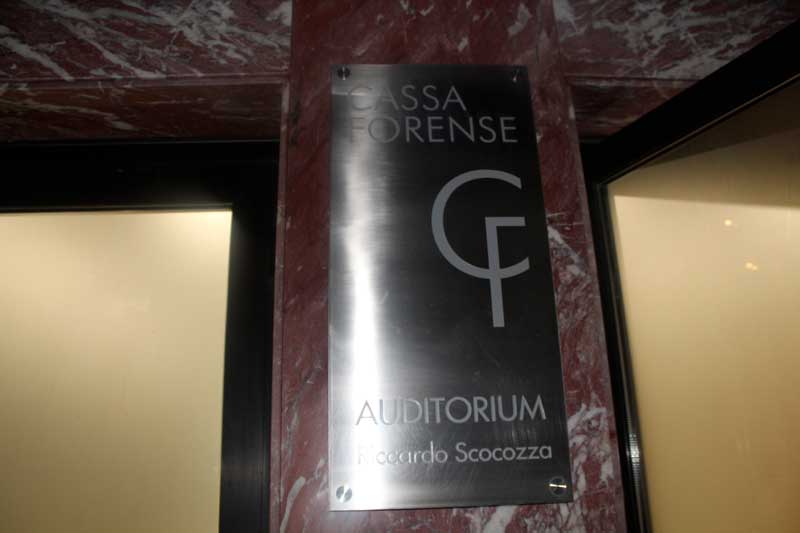 CASSA
FORENSE
CF
AUDITORIUM
Riccardo Scocozza